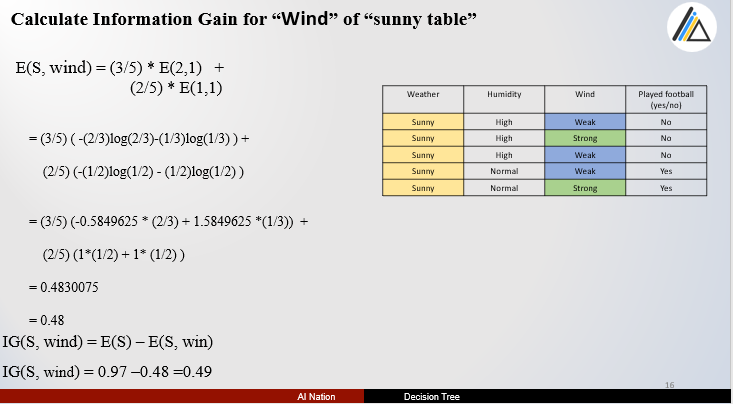 Calculate Information Gain for “Wind” of “sunny table”
E(S, wind) = (3/5) * E(2,1) +
(2/5) * E(1,1)
= (3/5) ( -(2/3)log(2/3)-(1/3)log(1/3) ) +
(2/5) (-(1/2)log(1/2) - (1/2)log(1/2) )
= (3/5) (-0.5849625 * (2/3) + 1.5849625 *(1/3)) +
(2/5) (1*(1/2) + 1* (1/2) )
= 0.4830075
= 0.48
IG(S, wind) = E(S) – E(S, win)
IG(S, wind) = 0.97 –0.48 =0.49
Weather Humidity Wind Played football
(yes/no)
Sunny High Weak No
Sunny High Strong No
Sunny High Weak No
Sunny Normal Weak Yes
Sunny Normal Strong Yes
16
AI Nation Decision Tree